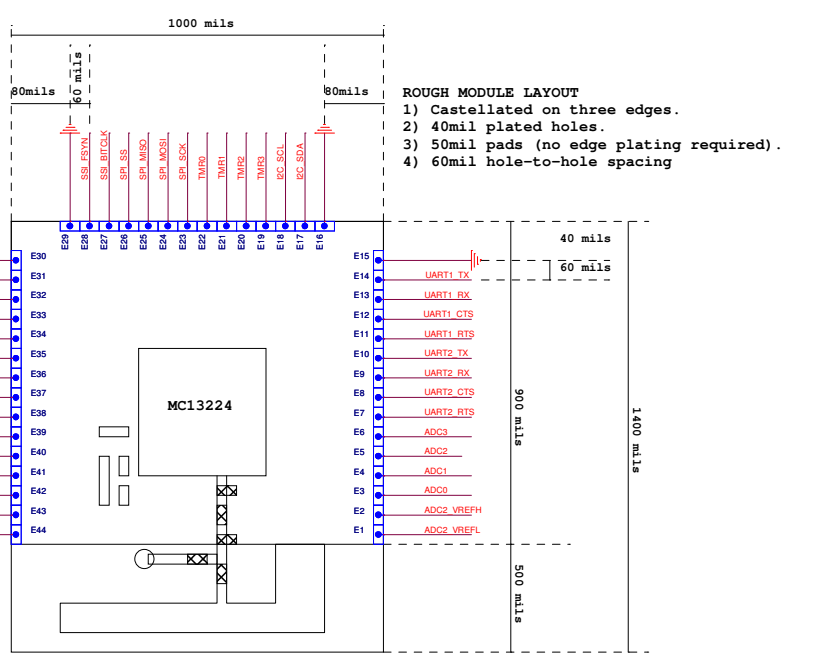 1000 mils
60 mils
80mils
80mils
ROUGH MODULE LAYOUT
1) Castellated on three edges.
2) 40mil plated holes.
3) 50mil pads (no edge plating required).
4) 60mil hole-to-hole spacing
SSI_FSYN
SSI_BITCLK
SPI_SS
SPI_MISO
SPI_MOSI
SPI_SCK
TMR0
TMR1
TMR2
TMR3
I2C_SCL
I2C_SDA
E29
E28
E27
E26
E25
E24
E23
E22
E21
E20
E19
E18
E17
E16
40 mils
60 mils
E30
E31
E32
E33
E34
E35
E36
E37
E38
E39
E40
E41
E42
E43
E44
MC13224
E15
E14 UART1_TX
E13 UART1_RX
E12 UART1_CTS
E11 UART1_RTS
E10 UART2_TX
E9 UART2_RX
E8 UART2_CTS
E7 UART2_RTS
E6 ADC3
E5 ADC2
E4 ADC1
E3 ADC0
E2 ADC2_VREFH
E1 ADC2_VREFL
900 mils
1400 mils
500 mils